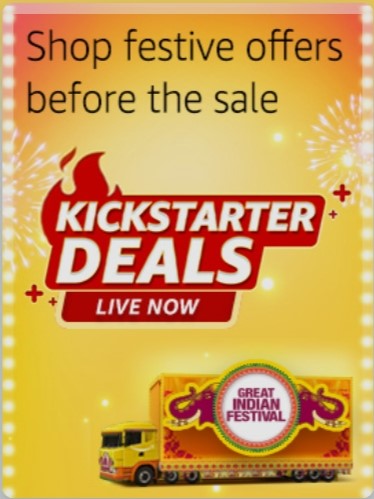 Shop festive offers
before the sale
KICKSTARTER
DEALS
LIVE NOW
GREAT
INDIAN
FESTIVAL